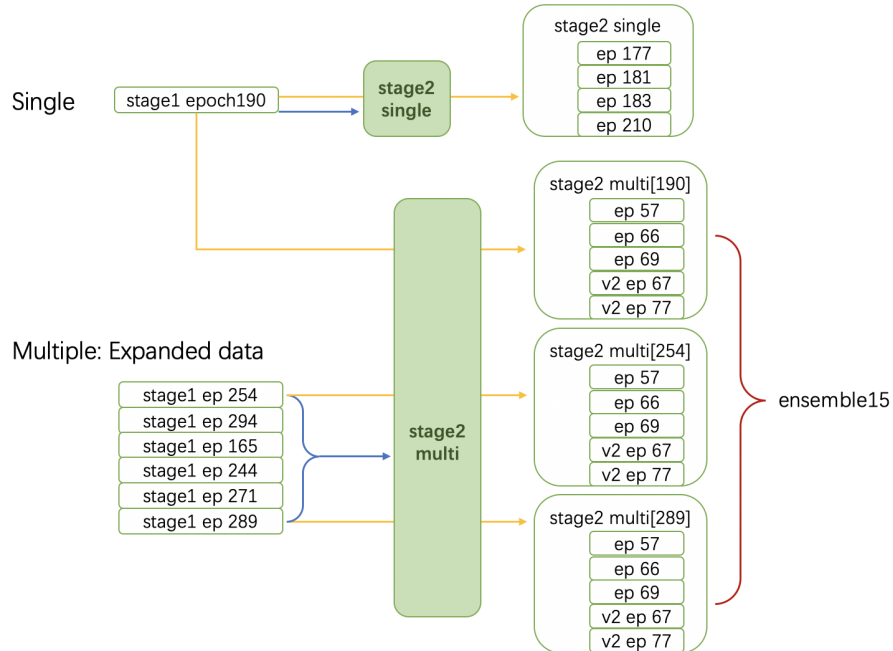 Single
stage1 epoch190
stage2
single
stage2 single
ep 177
ep 181
ep 183
ep 210
stage2 multi[190]
ep 57
ep 66
ep 69
v2 ep 67
v2 ep 77
Multiple: Expanded data
stage1 ep 254
stage1 ep 294
stage1 ep 165
stage1 ep 244
stage1 ep 271
stage1 ep 289
stage2
multi
stage2 multi[254]
ep 57
ep 66
ep 69
v2 ep 67
v2 ep 77
stage2 multi[289]
ep 57
ep 66
ep 69
v2 ep 67
v2 ep 77
ensemble15